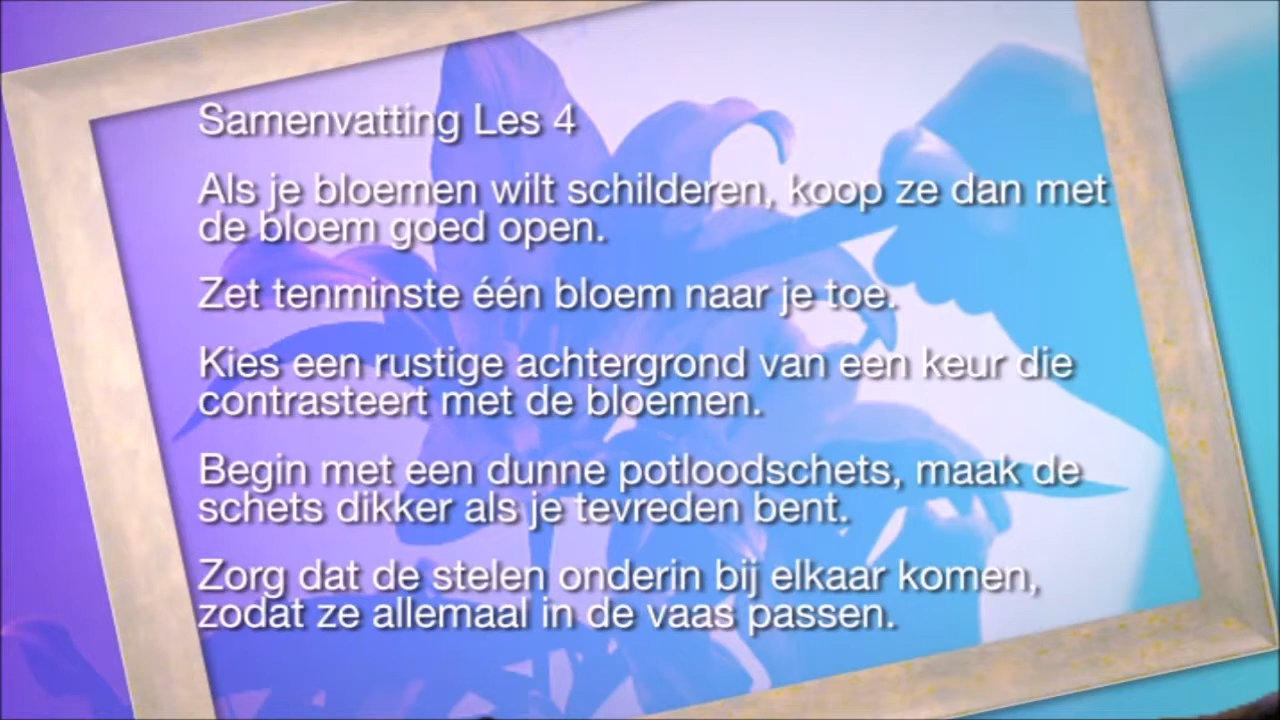 Samenvatting Les 4
Als je bloemen wilt schilderen, koop ze dan met
de bloem goed open.
Zet tenminste één bloem naar je toe.
Kies een rustige achtergrond van een keur die
contrasteert met de bloemen.
Begin met een dunne potloodschets, maak de
schets dikker als je tevreden bent.
Zorg dat de stelen onderin bij elkaar komen,
zodat ze allemaal in de vaas passen.